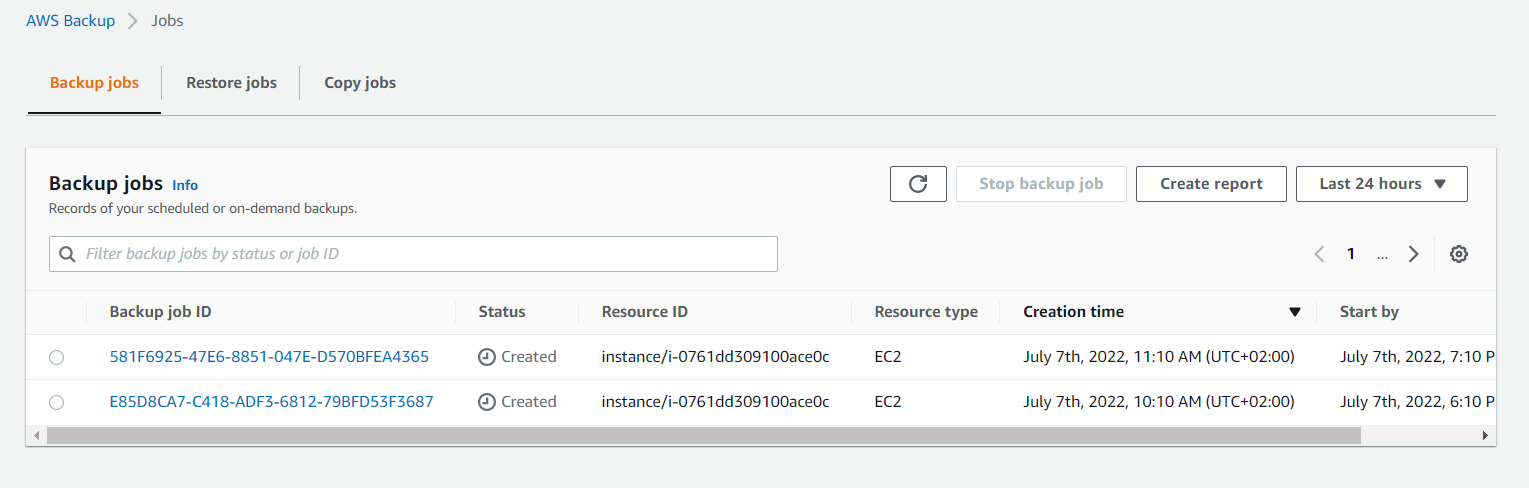 AWS Backup Jobs
Backup jobs Restore jobs Copy jobs
Backup jobs Info
Stop backup job Create report Last 24 hours
Records of your scheduled or on-demand backups.
Filter backup jobs by status or job ID
1 ...
Backup job ID Status Resource ID Resource type Creation time Start by
581F6925-47E6-8851-047E-D570BFEA4365 Created instance/i-0761dd309100ace0c EC2 July 7th, 2022, 11:10 AM (UTC+02:00) July 7th, 2022, 7:10 P
E85D8CA7-C418-ADF3-6812-79BFD53F3687 Created instance/i-0761dd309100ace0c EC2 July 7th, 2022, 10:10 AM (UTC+02:00) July 7th, 2022, 6:10 P